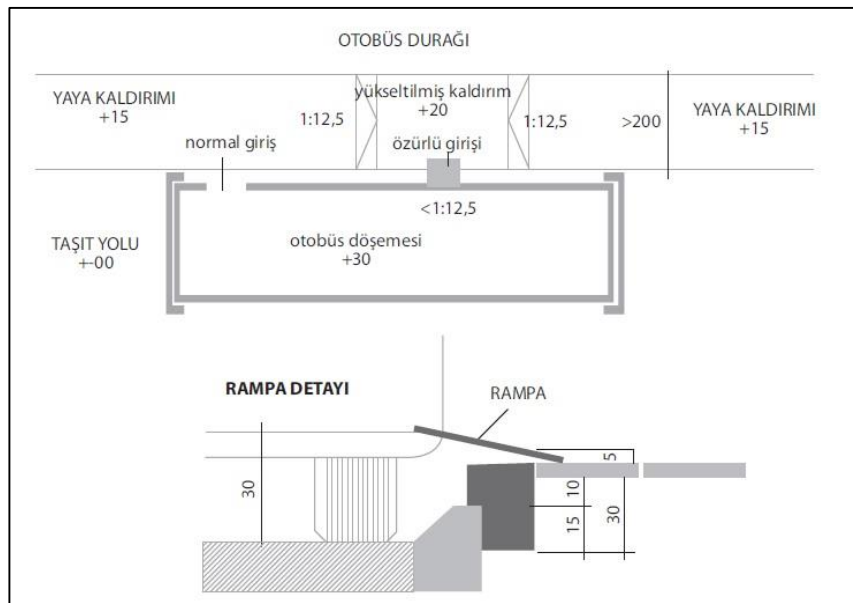 OTOBÜS DURAĞI
YAYA KALDIRIMI
+15
1:12,5
yükseltilmiş kaldırım
+20
1:12,5
>200
YAYA KALDIRIMI
+15
normal giriş
özürlü girişi
<1:12,5
TAŞIT YOLU
+-00
otobüs döşemesi
+30
RAMPA DETAYI
RAMPA
5
30
10
15
30